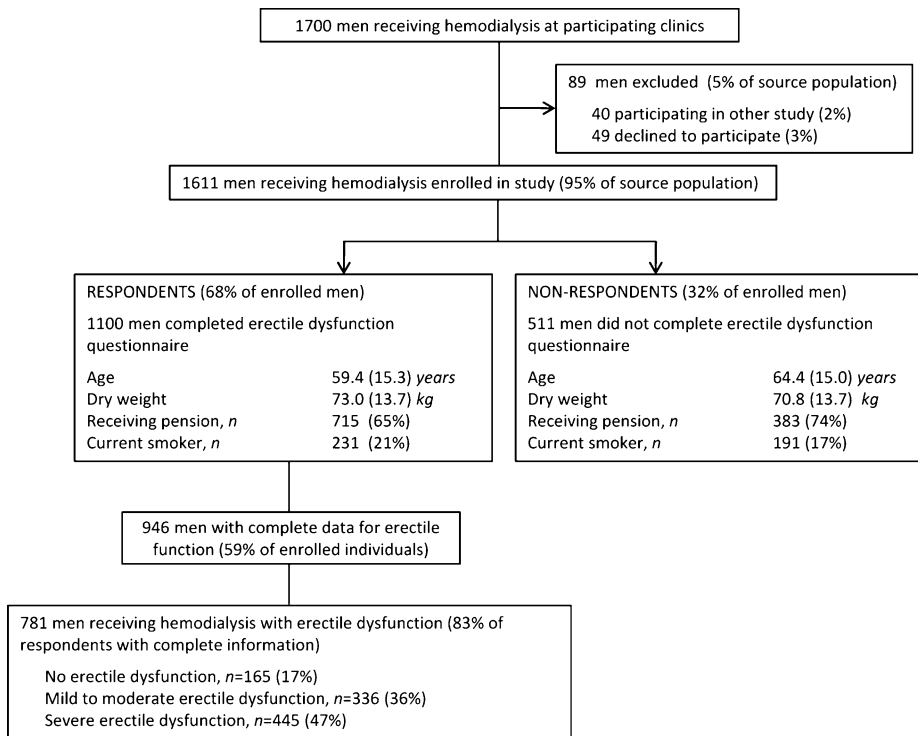 1700 men receiving hemodialysis at participating clinics
89 men excluded (5% of source population)
40 participating in other study (2%)
49 declined to participate (3%)
1611 men receiving hemodialysis enrolled in study (95% of source population)
RESPONDENTS (68% of enrolled men)
1100 men completed erectile dysfunction
questionnaire
Age 59.4 (15.3) years
Dry weight 73.0 (13.7) kg
Receiving pension, n 715 (65%)
Current smoker, n 231 (21%)
NON-RESPONDENTS (32% of enrolled men)
511 men did not complete erectile dysfunction
questionnaire
Age 64.4 (15.0) years
Dry weight 70.8 (13.7) kg
Receiving pension, n 383 (74%)
Current smoker, n 191 (17%)
946 men with complete data for erectile
function (59% of enrolled individuals)
781 men receiving hemodialysis with erectile dysfunction (83% of
respondents with complete information)
No erectile dysfunction, n=165 (17%)
Mild to moderate erectile dysfunction, n=336 (36%)
Severe erectile dysfunction, n=445 (47%)